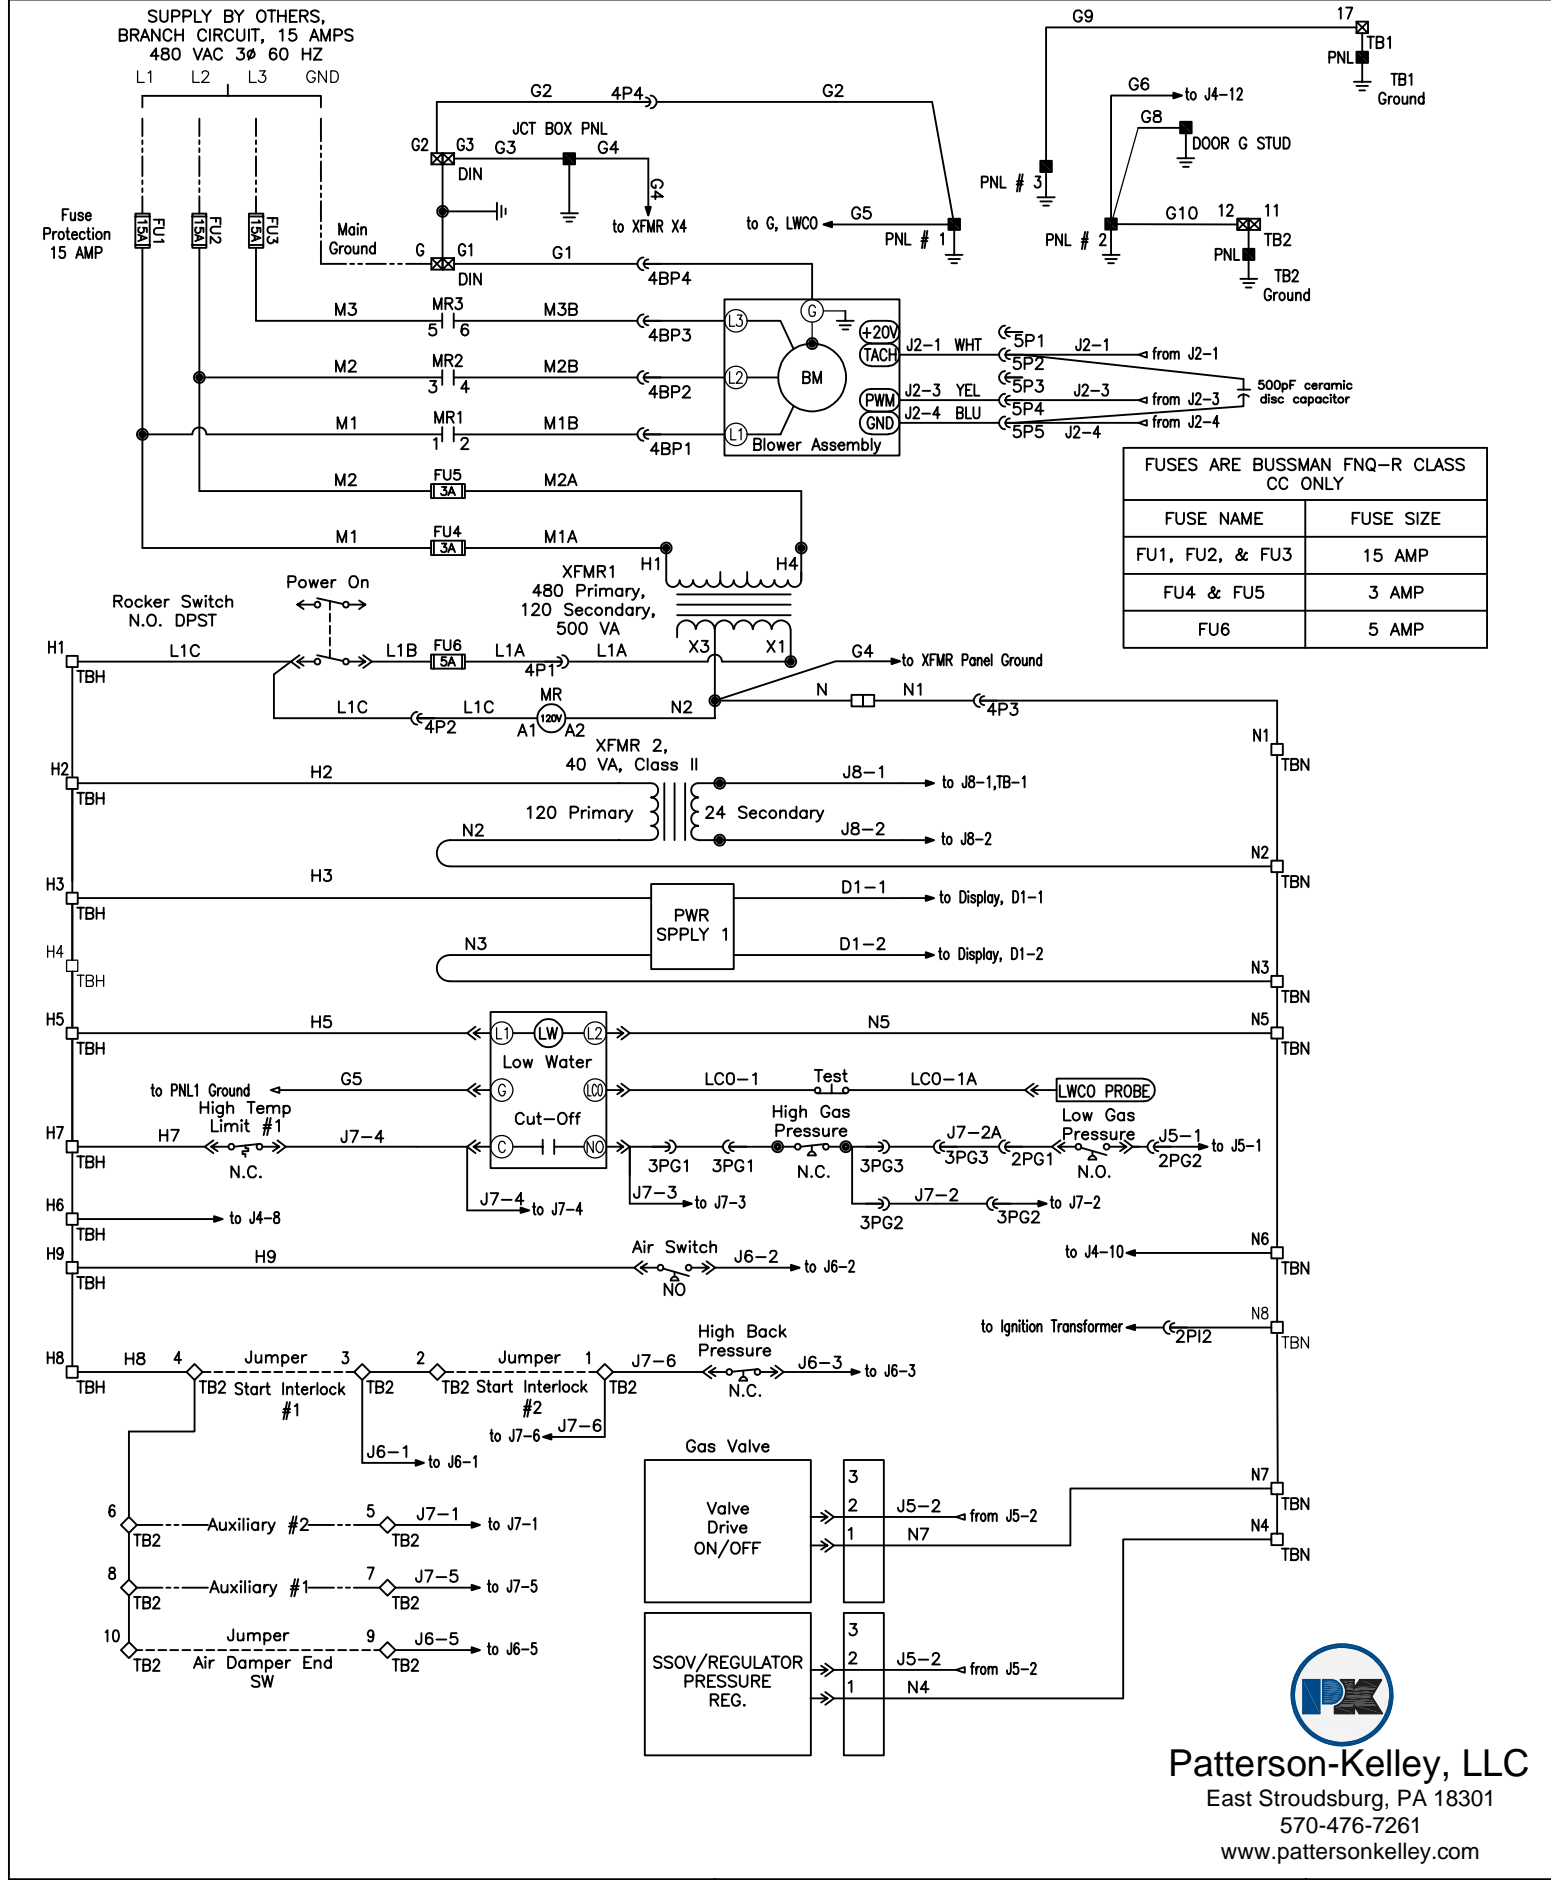 SUPPLY BY OTHERS,
BRANCH CIRCUIT, 15 AMPS
480 VAC 3ø 60 HZ
L1 L2 L3 GND
G9 17
TB1
PNL
TB1
Ground
G2 4P4 G2
G6 to J4-12
G8
DOOR G STUD
JCT BOX PNL
G2 G3 G3 G4
DIN
G4
to XFMR X4
PNL # 3
Fuse
Protection
15 AMP
15A FU1
15A FU2
15A FU3
Main
Ground
to G, LWCO G5
PNL # 1
PNL # 2
G10 12 11
TB2
PNL
TB2
Ground
G G1 G1
DIN
4BP4
G
M3 MR3 M3B
5 6
4BP3
L3
+20V
TACH
J2-1 WHT
5P1
J2-1 from J2-1
5P2
M2 MR2 M2B
3 4
4BP2
L2
BM
5P3
500pF ceramic
disc capacitor
PWM
J2-3 YEL J2-3 from J2-3
5P4
M1 MR1 M1B
1 2
4BP1
L1
GND
J2-4 BLU
5P5 J2-4 from J2-4
Blower Assembly
FUSES ARE BUSSMAN FNQ-R CLASS
CC ONLY
FUSE NAME FUSE SIZE
FU1, FU2, & FU3 15 AMP
FU4 & FU5 3 AMP
FU6 5 AMP
M2 FU5 M2A
3A
M1 FU4 M1A
3A
H1 H4
XFMR1
480 Primary,
120 Secondary,
500 VA
X3 X1
Power On
Rocker Switch
N.O. DPST
H1
TBH
L1C L1B FU6 L1A L1A
5A
4P1
G4 to XFMR Panel Ground
L1C L1C MR N2
4P2
120V
A1 A2
N N1
4P3
N1
TBN
XFMR 2,
40 VA, Class II
H2 H2
TBH
J8-1 to J8-1,TB-1
120 Primary 24 Secondary
N2 J8-2 to J8-2
N2
TBN
H3 H3
TBH
D1-1 to Display, D1-1
PWR
SPPLY 1
H4
TBH
N3 D1-2 to Display, D1-2
N3
TBN
H5 H5
TBH
L1 LW L2
N5 N5
TBN
Low Water
to PNL1 Ground G5
G LCO
LCO-1 Test LCO-1A
LWCO PROBE
High Temp
Limit #1
Cut-Off
High Gas
Pressure
Low Gas
Pressure
H7 H7
TBH
N.C.
J7-4
C NO
3PG1 3PG1
N.C.
3PG3
J7-2A
3PG3 2PG1
N.O.
J5-1 to J5-1
2PG2
J7-4 to J7-4
J7-3 to J7-3
J7-2 to J7-2
3PG2 3PG2
H6
TBH
to J4-8
H9 H9
TBH
Air Switch
NO
J6-2 to J6-2
to J4-10
N6
TBN
to Ignition Transformer
2PI2
N8
TBN
High Back
Pressure
H8 H8
TBH
4 Jumper 3
TB2 Start Interlock TB2
#1
2 Jumper 1
TB2 Start Interlock TB2
#2
J7-6
N.C.
J6-3 to J6-3
to J7-6 J7-6
J6-1 to J6-1
Gas Valve
Valve
Drive
ON/OFF
3
2 J5-2 from J5-2
1 N7
N7
TBN
N4
TBN
6 Auxiliary #2 5 J7-1 to J7-1
TB2 TB2
8 Auxiliary #1 7 J7-5 to J7-5
TB2 TB2
10 Jumper 9 J6-5 to J6-5
TB2 Air Damper End TB2
SW
SSOV/REGULATOR
PRESSURE
REG.
3
2 J5-2 from J5-2
1 N4
PK
Patterson-Kelley, LLC
East Stroudsburg, PA 18301
570-476-7261
www.pattersonkelley.com